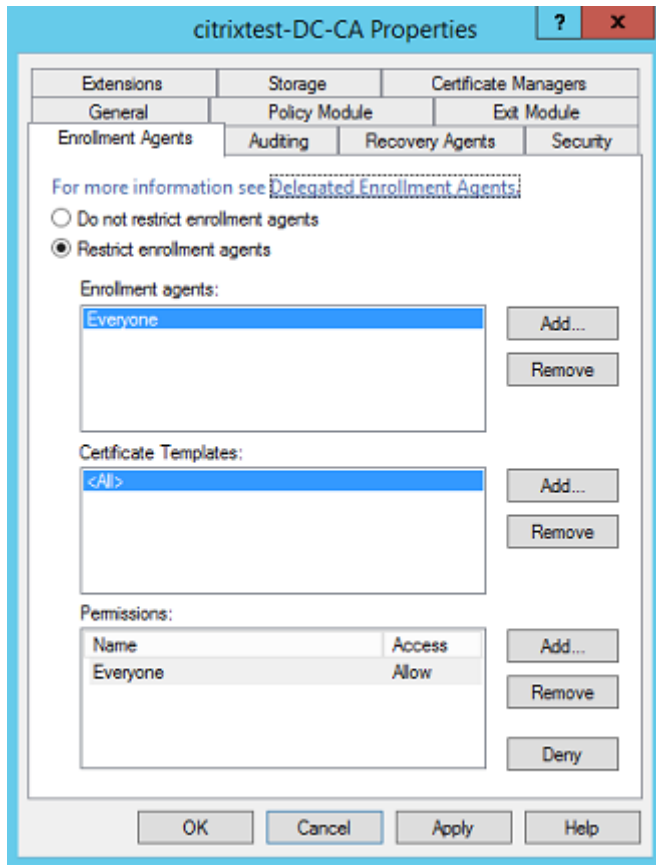 citrixtest-DC-CA Properties
?
x
Extensions Storage Certificate Managers
General Policy Module Exit Module
Enrollment Agents Auditing Recovery Agents Security
For more information see Delegated Enrollment Agents.
Do not restrict enrollment agents
Restrict enrollment agents
Enrollment agents:
Everyone
Add...
Remove
Certificate Templates:
<All>
Add...
Remove
Permissions:
Name Access
Everyone Allow
Add...
Remove
Deny
OK Cancel Apply Help